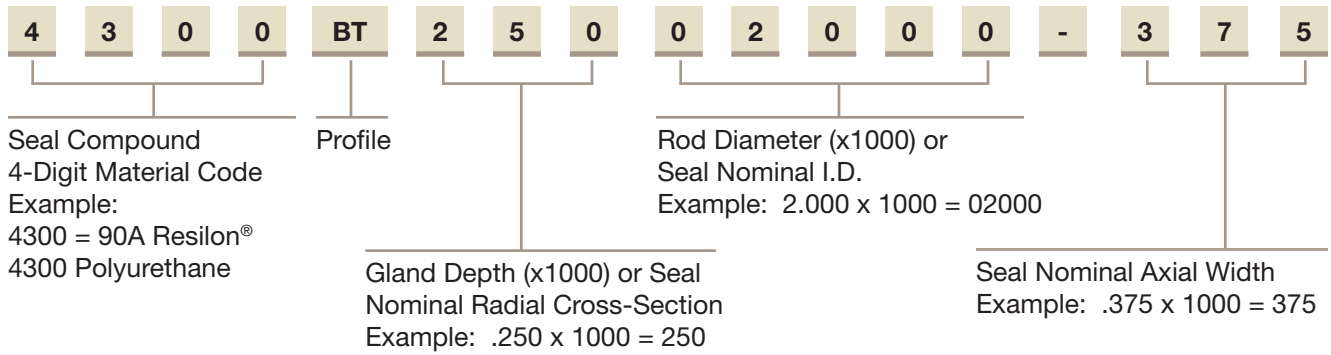 4 3 0 0 BT 2 5 0 0 2 0 0 0 - 3 7 5
Seal Compound
4-Digit Material Code
Example:
4300 = 90A Resilon®
4300 Polyurethane
Profile
Gland Depth (x1000) or Seal
Nominal Radial Cross-Section
Example: .250 x 1000 = 250
Rod Diameter (x1000) or
Seal Nominal I.D.
Example: 2.000 x 1000 = 02000
Seal Nominal Axial Width
Example: .375 x 1000 = 375